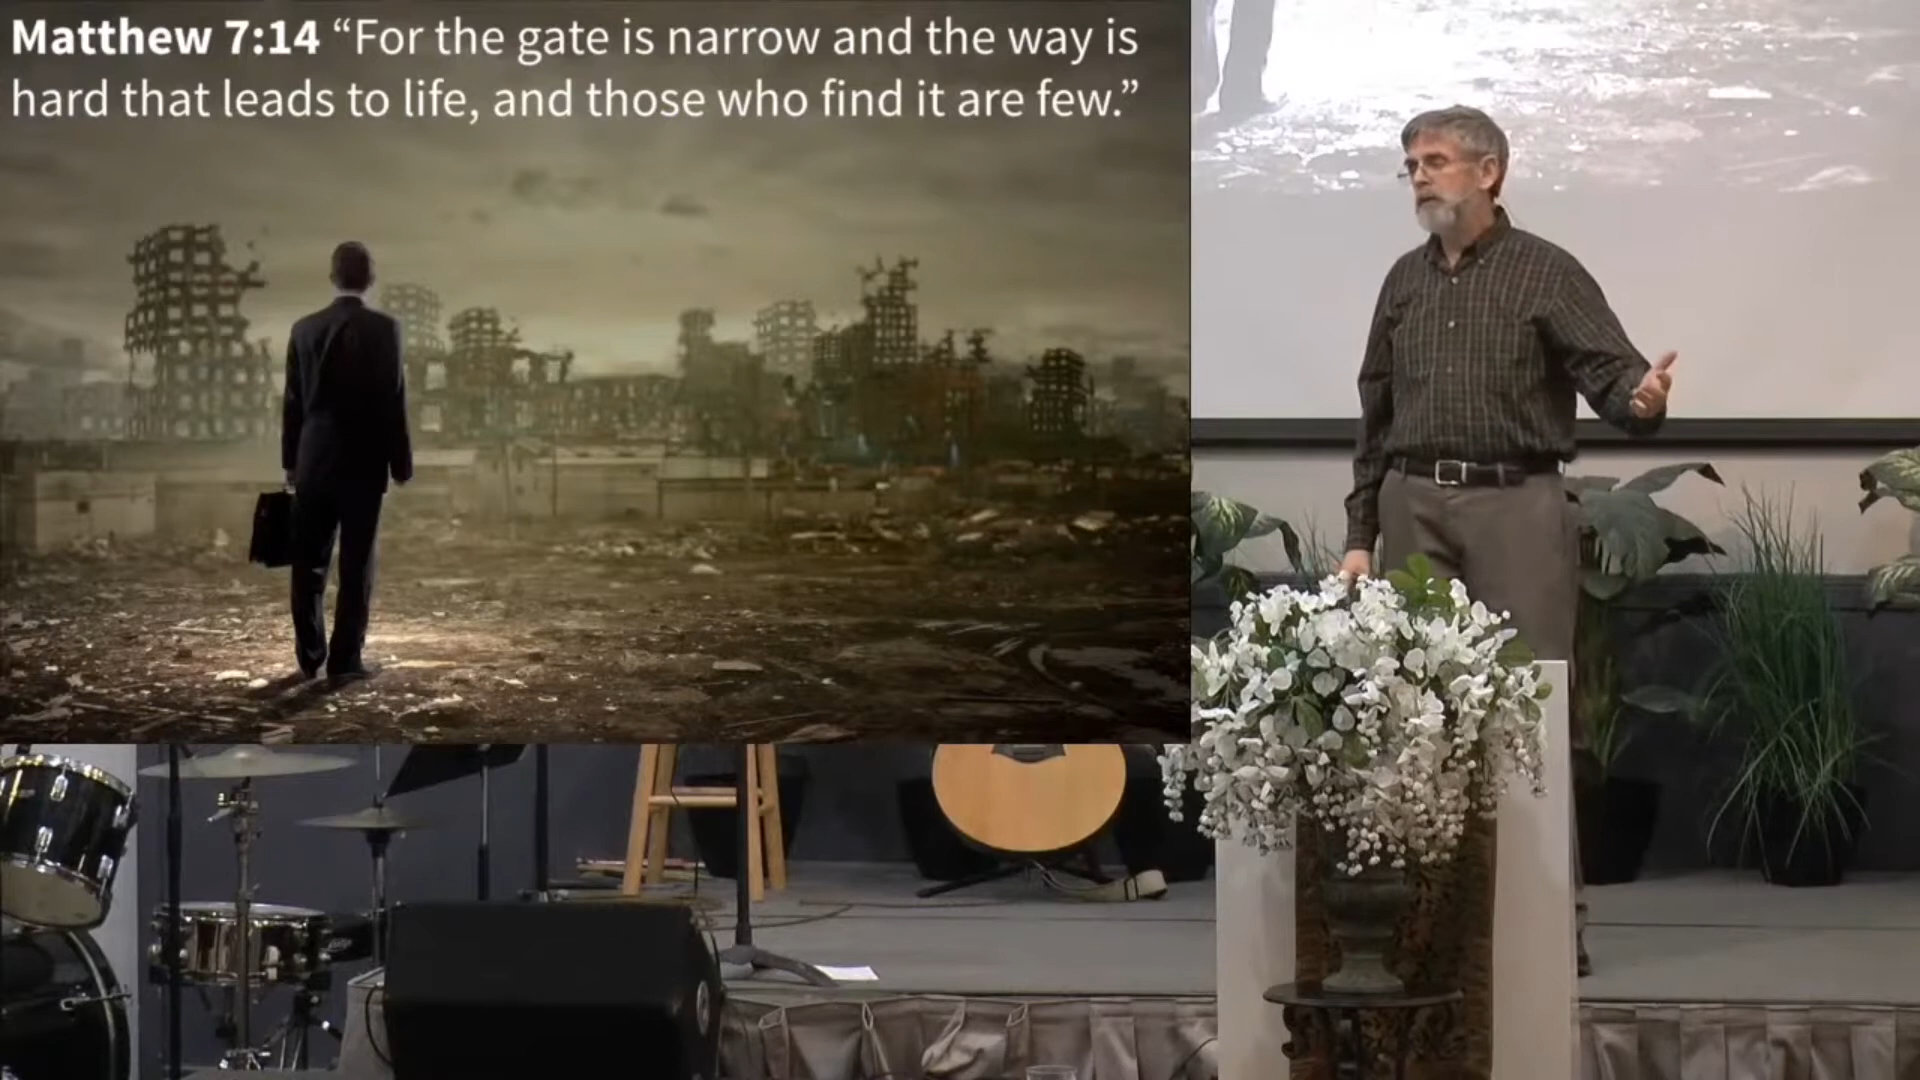 Matthew 7:14 “For the gate is narrow and the way is
hard that leads to life, and those who find it are few.”